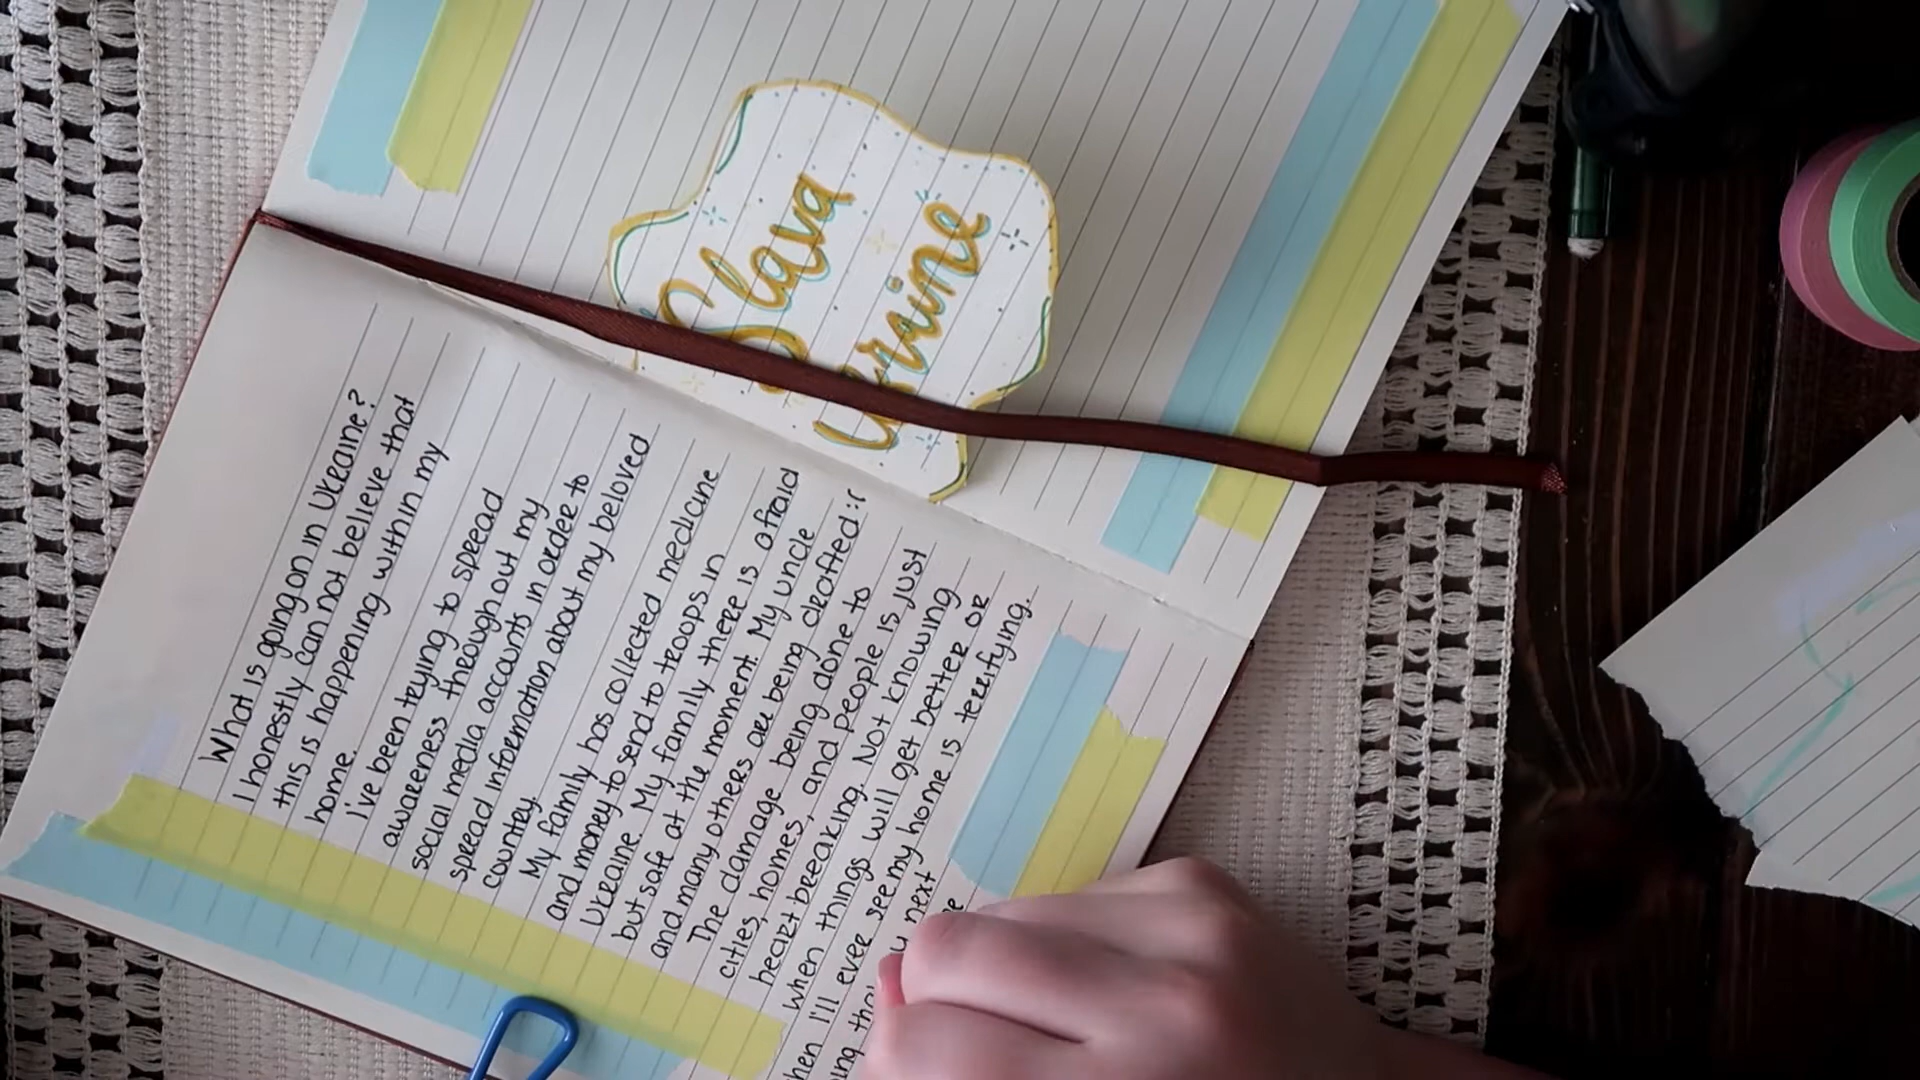 Slava
Ukraine
What is going on in Ukraine?
I honestly can not believe that
this is happening within my
home.
I've been trying to spread
awareness through out my
social media accounts in order to
spread information about my beloved
country.
My family has collected medicine
and money to send to troops in
Ukraine. My family there is afraid
but safe at the moment. My uncle
and many others are being drafted :(
The damage being done to
cities, homes, and people is just
heartbreaking. Not knowing
when things will get better or
when I'll ever see my home is terrifying.
next